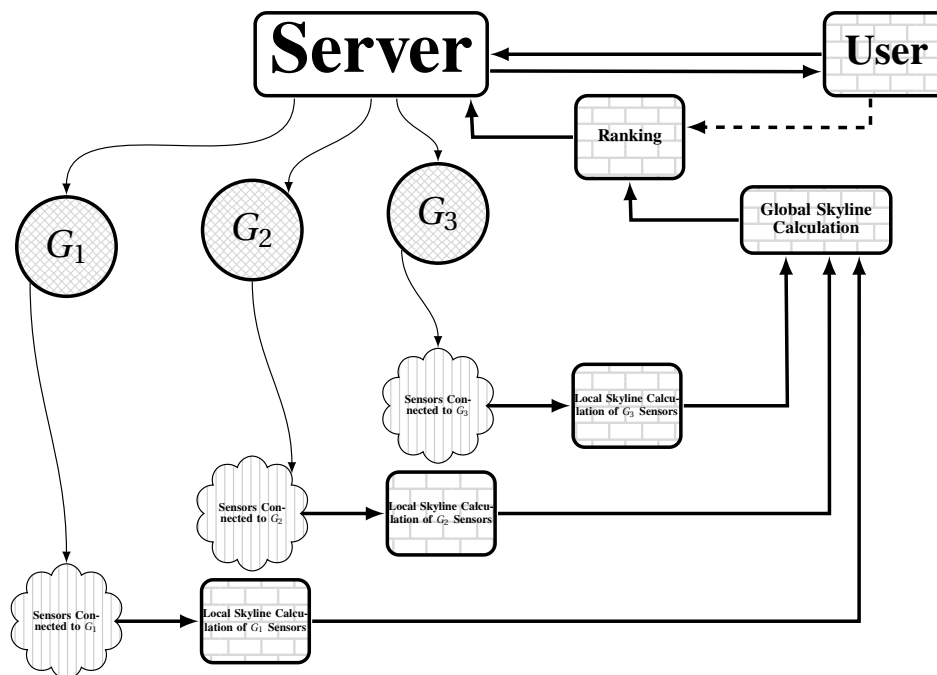 Server
User
Ranking
G1
G2
G3
Global Skyline
Calculation
Sensors Con-
nected to G3
Local Skyline Calcu-
lation of G3 Sensors
Sensors Con-
nected to G2
Local Skyline Calcu-
lation of G2 Sensors
Sensors Con-
nected to G1
Local Skyline Calcu-
lation of G1 Sensors